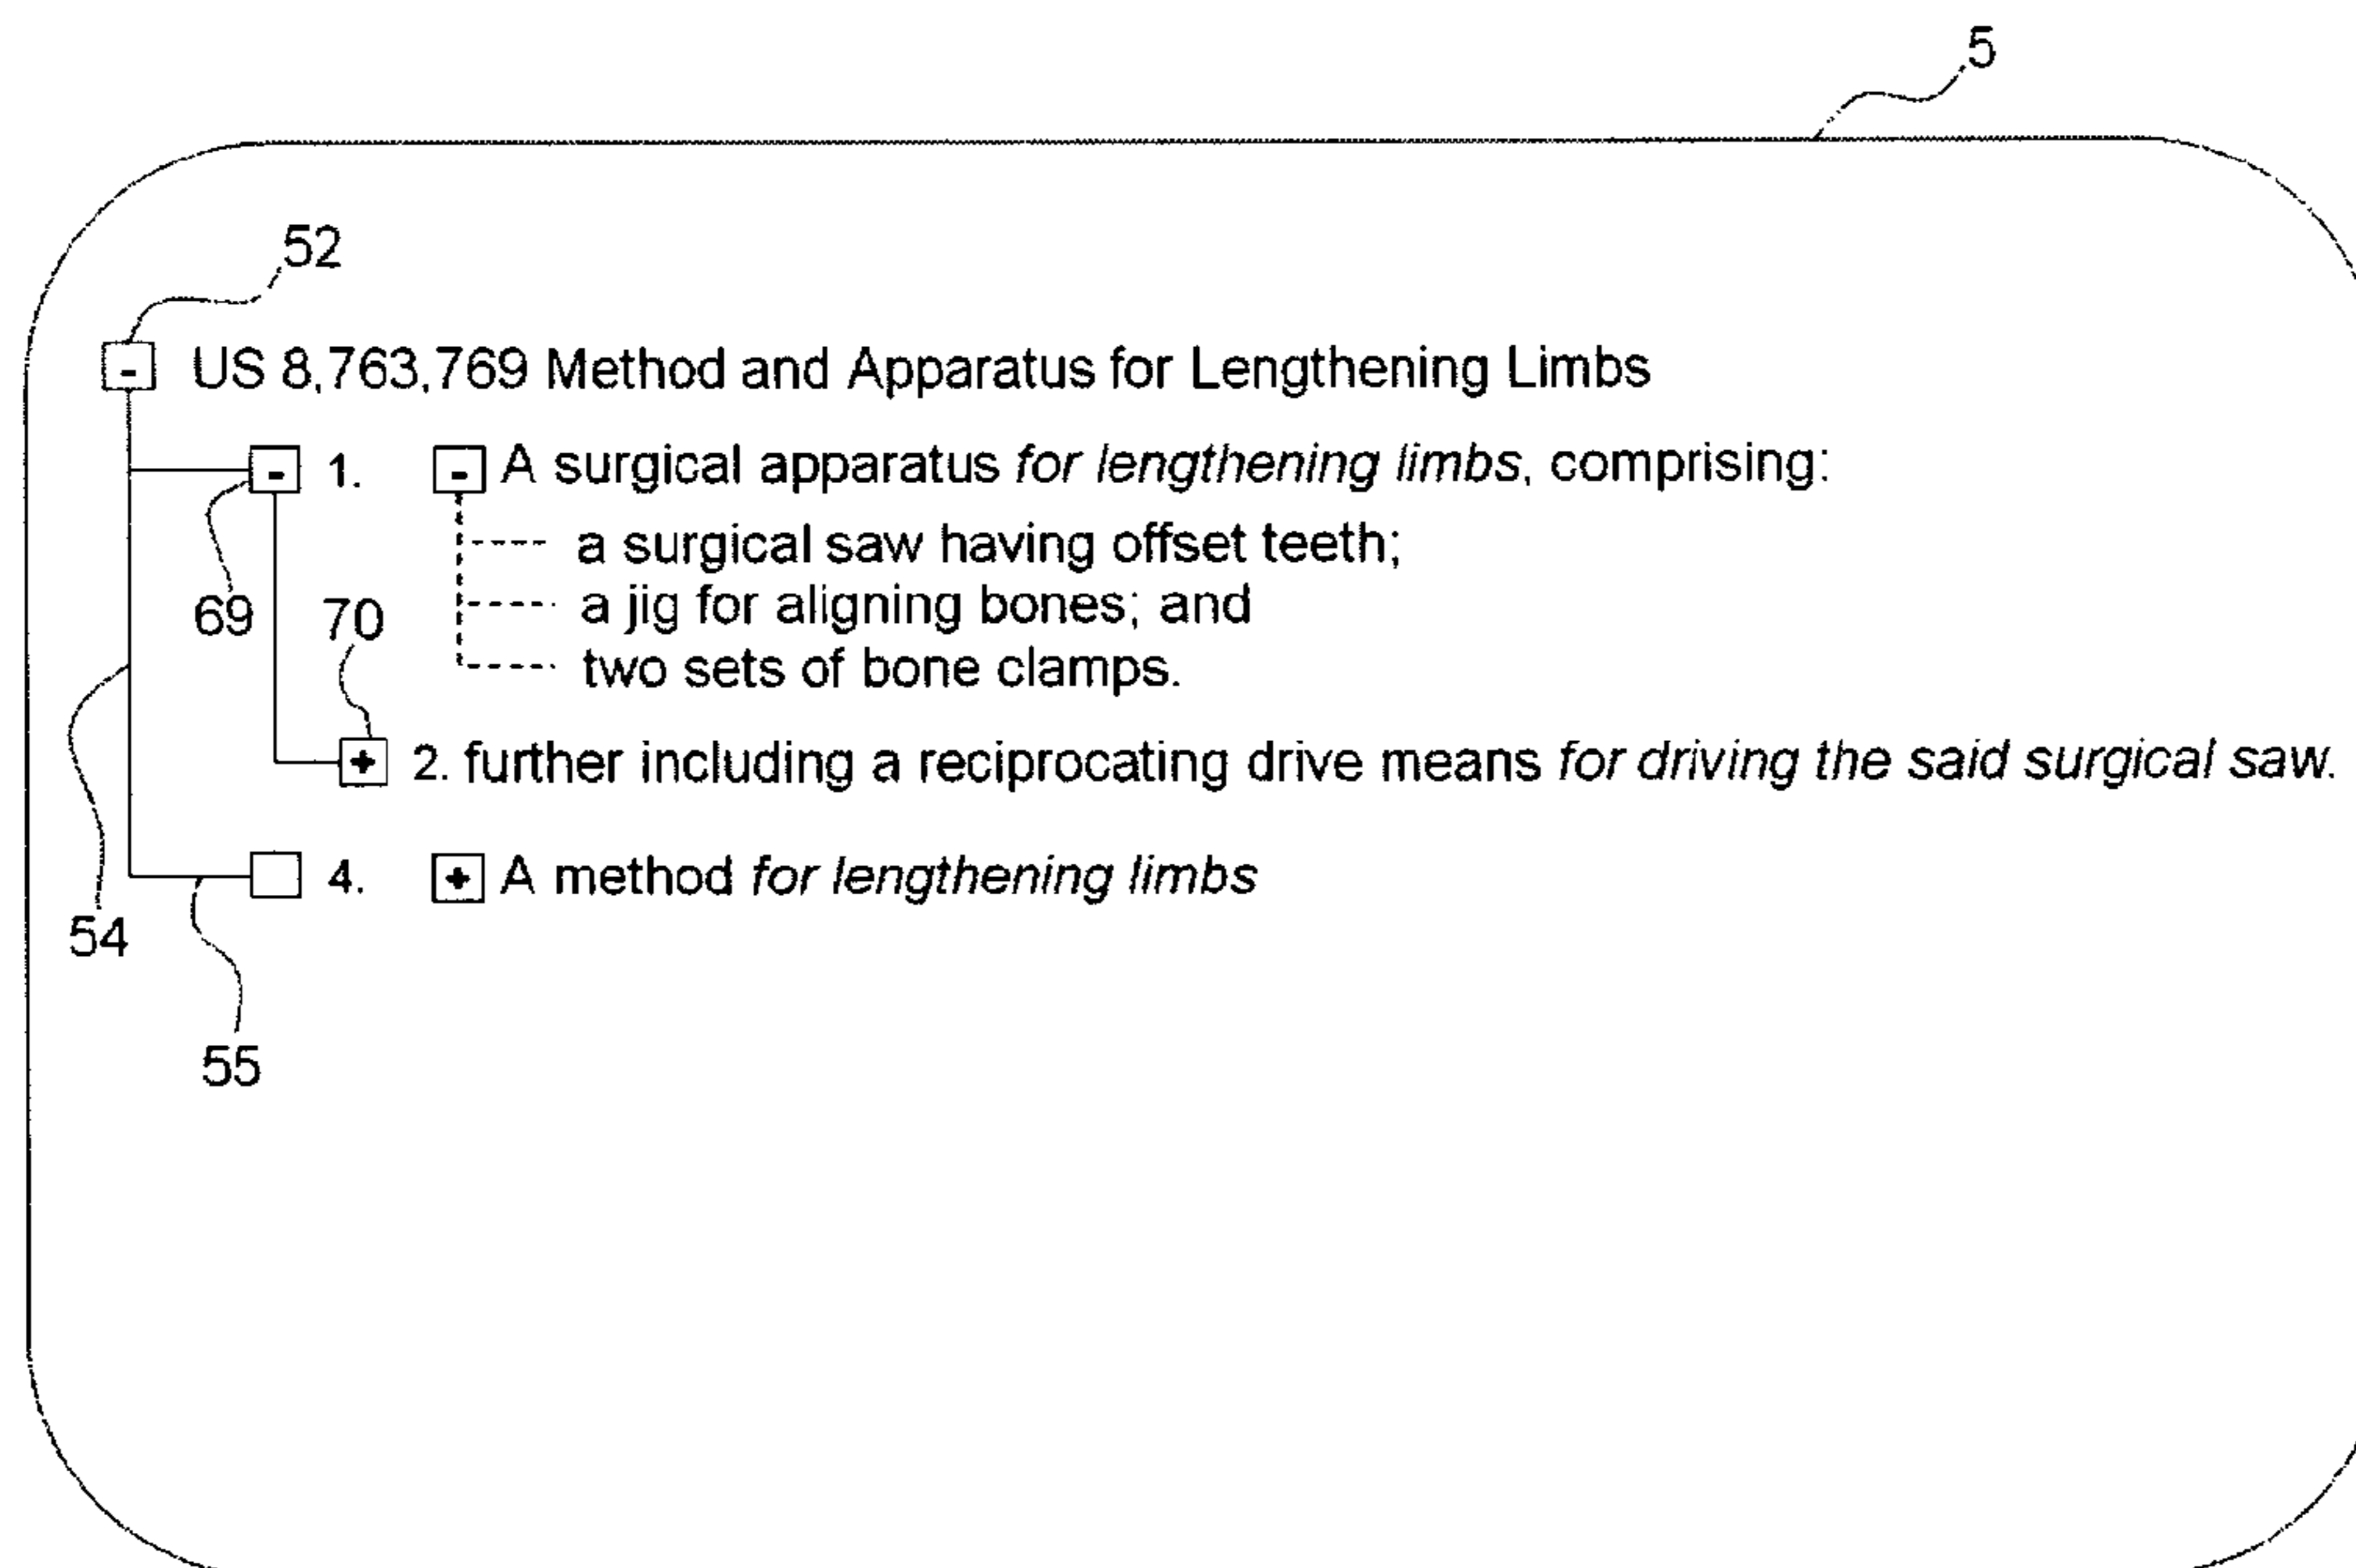 5
52
- US 8,763,769 Method and Apparatus for Lengthening Limbs
- 1. - A surgical apparatus for lengthening limbs, comprising:
a surgical saw having offset teeth;
a jig for aligning bones; and
69 70
two sets of bone clamps.
+ 2. further including a reciprocating drive means for driving the said surgical saw.
4. + A method for lengthening limbs
54
55